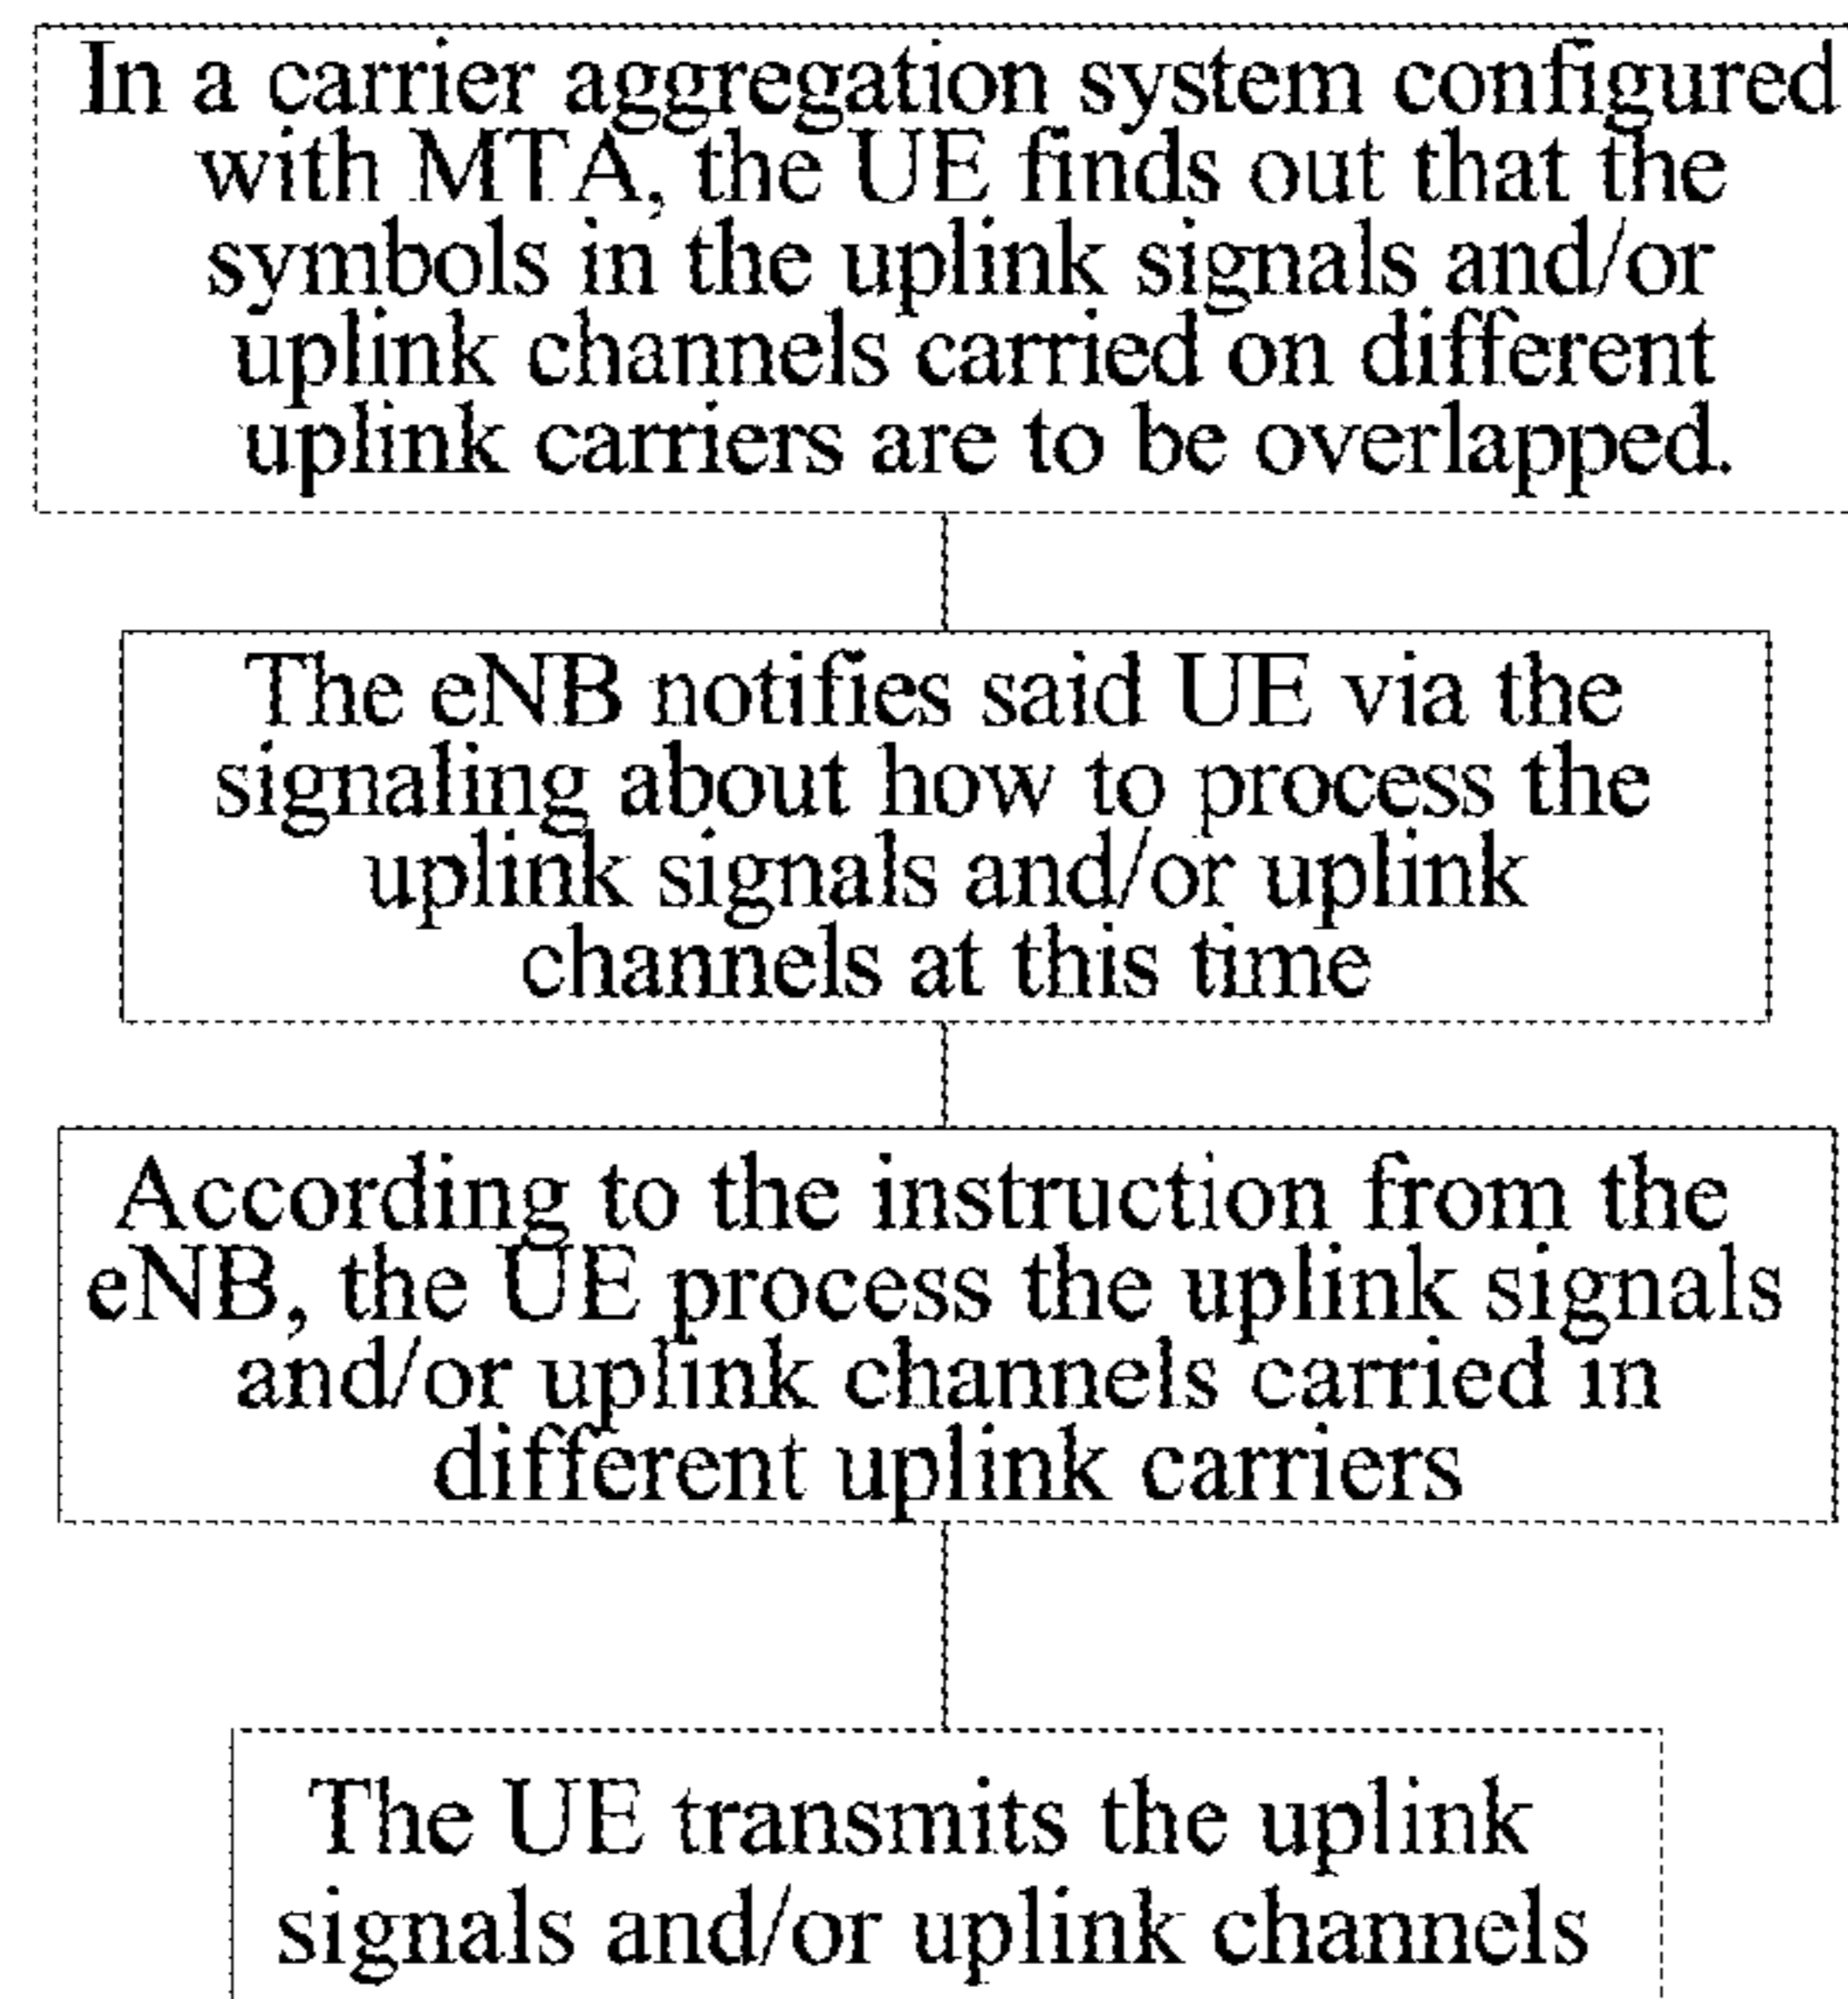 In a carrier aggregation system configured
with MTA, the UE finds out that the
symbols in the uplink signals and/or
uplink channels carried on different
uplink carriers are to be overlapped.
The eNB notifies said UE via the
signaling about how to process the
uplink signals and/or uplink
channels at this time
According to the instruction from the
eNB, the UE process the uplink signals
and/or uplink channels carried in
different uplink carriers
The UE transmits the uplink
signals and/or uplink channels